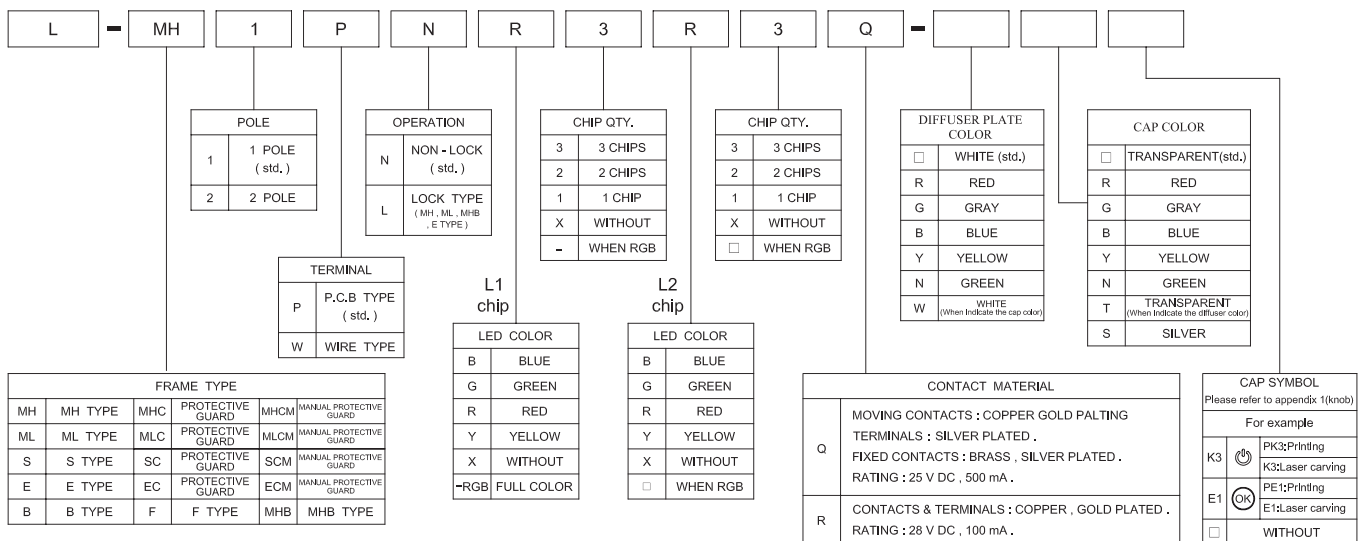 L - MH 1 P N R 3 R 3 Q -
POLE
1 1 POLE
( std. )
2 2 POLE
OPERATION
N NON - LOCK
( std. )
L LOCK TYPE
( MH , ML , MHB
, E TYPE )
CHIP QTY.
3 3 CHIPS
2 2 CHIPS
1 1 CHIP
X WITHOUT
- WHEN RGB
CHIP QTY.
3 3 CHIPS
2 2 CHIPS
1 1 CHIP
X WITHOUT
□ WHEN RGB
DIFFUSER PLATE
COLOR
□ WHITE (std.)
R RED
G GRAY
B BLUE
Y YELLOW
N GREEN
W WHITE
(When Indicate the cap color)
CAP COLOR
□ TRANSPARENT(std.)
R RED
G GRAY
B BLUE
Y YELLOW
N GREEN
T TRANSPARENT
(When Indicate the diffuser color)
S SILVER
TERMINAL
P P.C.B TYPE
( std. )
W WIRE TYPE
L1
chip
LED COLOR
B BLUE
G GREEN
R RED
Y YELLOW
X WITHOUT
-RGB FULL COLOR
L2
chip
LED COLOR
B BLUE
G GREEN
R RED
Y YELLOW
X WITHOUT
□ WHEN RGB
FRAME TYPE
MH MH TYPE MHC PROTECTIVE GUARD MHCM MANUAL PROTECTIVE GUARD
ML ML TYPE MLC PROTECTIVE GUARD MLCM MANUAL PROTECTIVE GUARD
S S TYPE SC PROTECTIVE GUARD SCM MANUAL PROTECTIVE GUARD
E E TYPE EC PROTECTIVE GUARD ECM MANUAL PROTECTIVE GUARD
B B TYPE F F TYPE MHB MHB TYPE
CONTACT MATERIAL
Q MOVING CONTACTS : COPPER GOLD PALTING
TERMINALS : SILVER PLATED .
FIXED CONTACTS : BRASS , SILVER PLATED .
RATING : 25 V DC , 500 mA .
R CONTACTS & TERMINALS : COPPER , GOLD PLATED .
RATING : 28 V DC , 100 mA .
CAP SYMBOL
Please refer to appendix 1(knob)
For example
K3 PK3:Printing
K3:Laser carving
E1 OK PE1:Printing
E1:Laser carving
□ WITHOUT